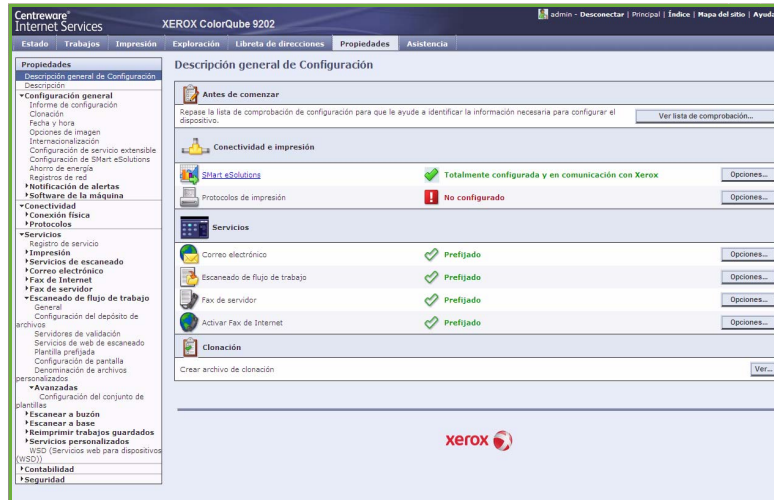 Centreware®
Internet Services
XEROX ColorQube 9202
admin - Desconectar | Principal | Índice | Mapa del sitio | Ayuda
Estado Trabajos Impresión Exploración Libreta de direcciones Propiedades Asistencia
Propiedades
Descripción general de Configuración
Descripción
Configuración general
Informe de configuración
Clonación
Fecha y hora
Opciones de imagen
Internacionalización
Configuración de servicio extensible
Configuración de SMart eSolutions
Ahorro de energía
Registros de red
Notificación de alertas
Software de la máquina
Conectividad
Conexión física
Protocolos
Servicios
Registro de servicio
Impresión
Servicios de escaneado
Correo electrónico
Fax de Internet
Fax de servidor
Escaneado de flujo de trabajo
General
Configuración del depósito de
archivos
Servidores de validación
Servicios de web de escaneado
Plantilla prefijada
Configuración de pantalla
Denominación de archivos
personalizados
Avanzadas
Configuración del conjunto de
plantillas
Escanear a buzón
Escanear a base
Reimprimir trabajos guardados
Servicios personalizados
WSD (Servicios web para dispositivos
(WSD))
Contabilidad
Seguridad
Descripción general de Configuración
Antes de comenzar
Repase la lista de comprobación de configuración para que le ayude a identificar la información necesaria para configurar el
dispositivo.
Ver lista de comprobación...
Conectividad e impresión
SMart eSolutions Totalmente configurada y en comunicación con Xerox Opciones...
Protocolos de impresión No configurado Opciones...
Servicios
Correo electrónico Prefijado Opciones...
Escaneado de flujo de trabajo Prefijado Opciones...
Fax de servidor Prefijado Opciones...
Activar Fax de Internet Prefijado Opciones...
Clonación
Crear archivo de clonación Ver...
xerox